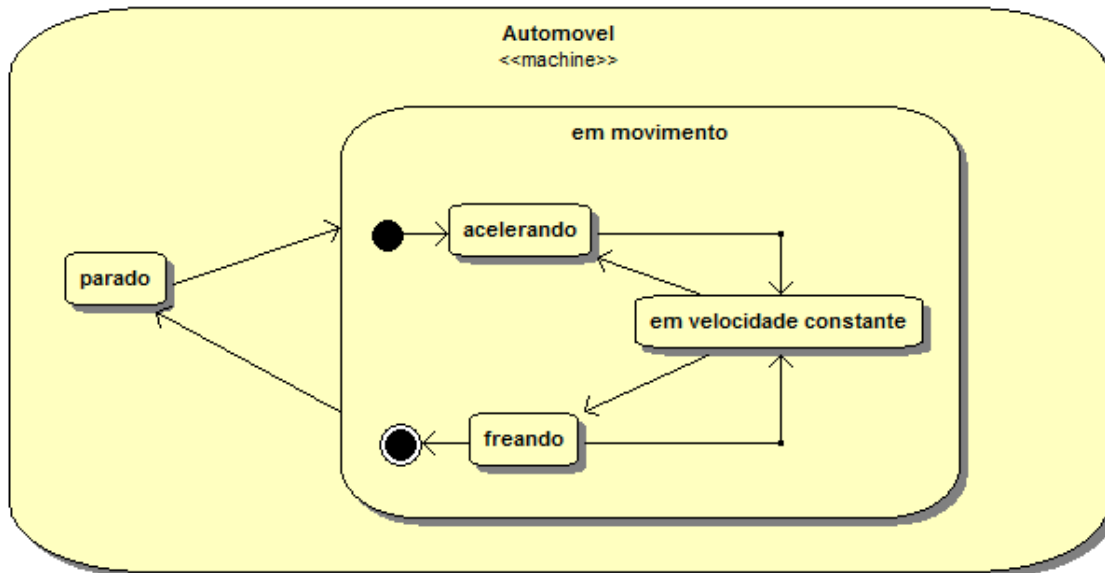 Automovel
<<machine>>
em movimento
acelerando
parado
em velocidade constante
freando